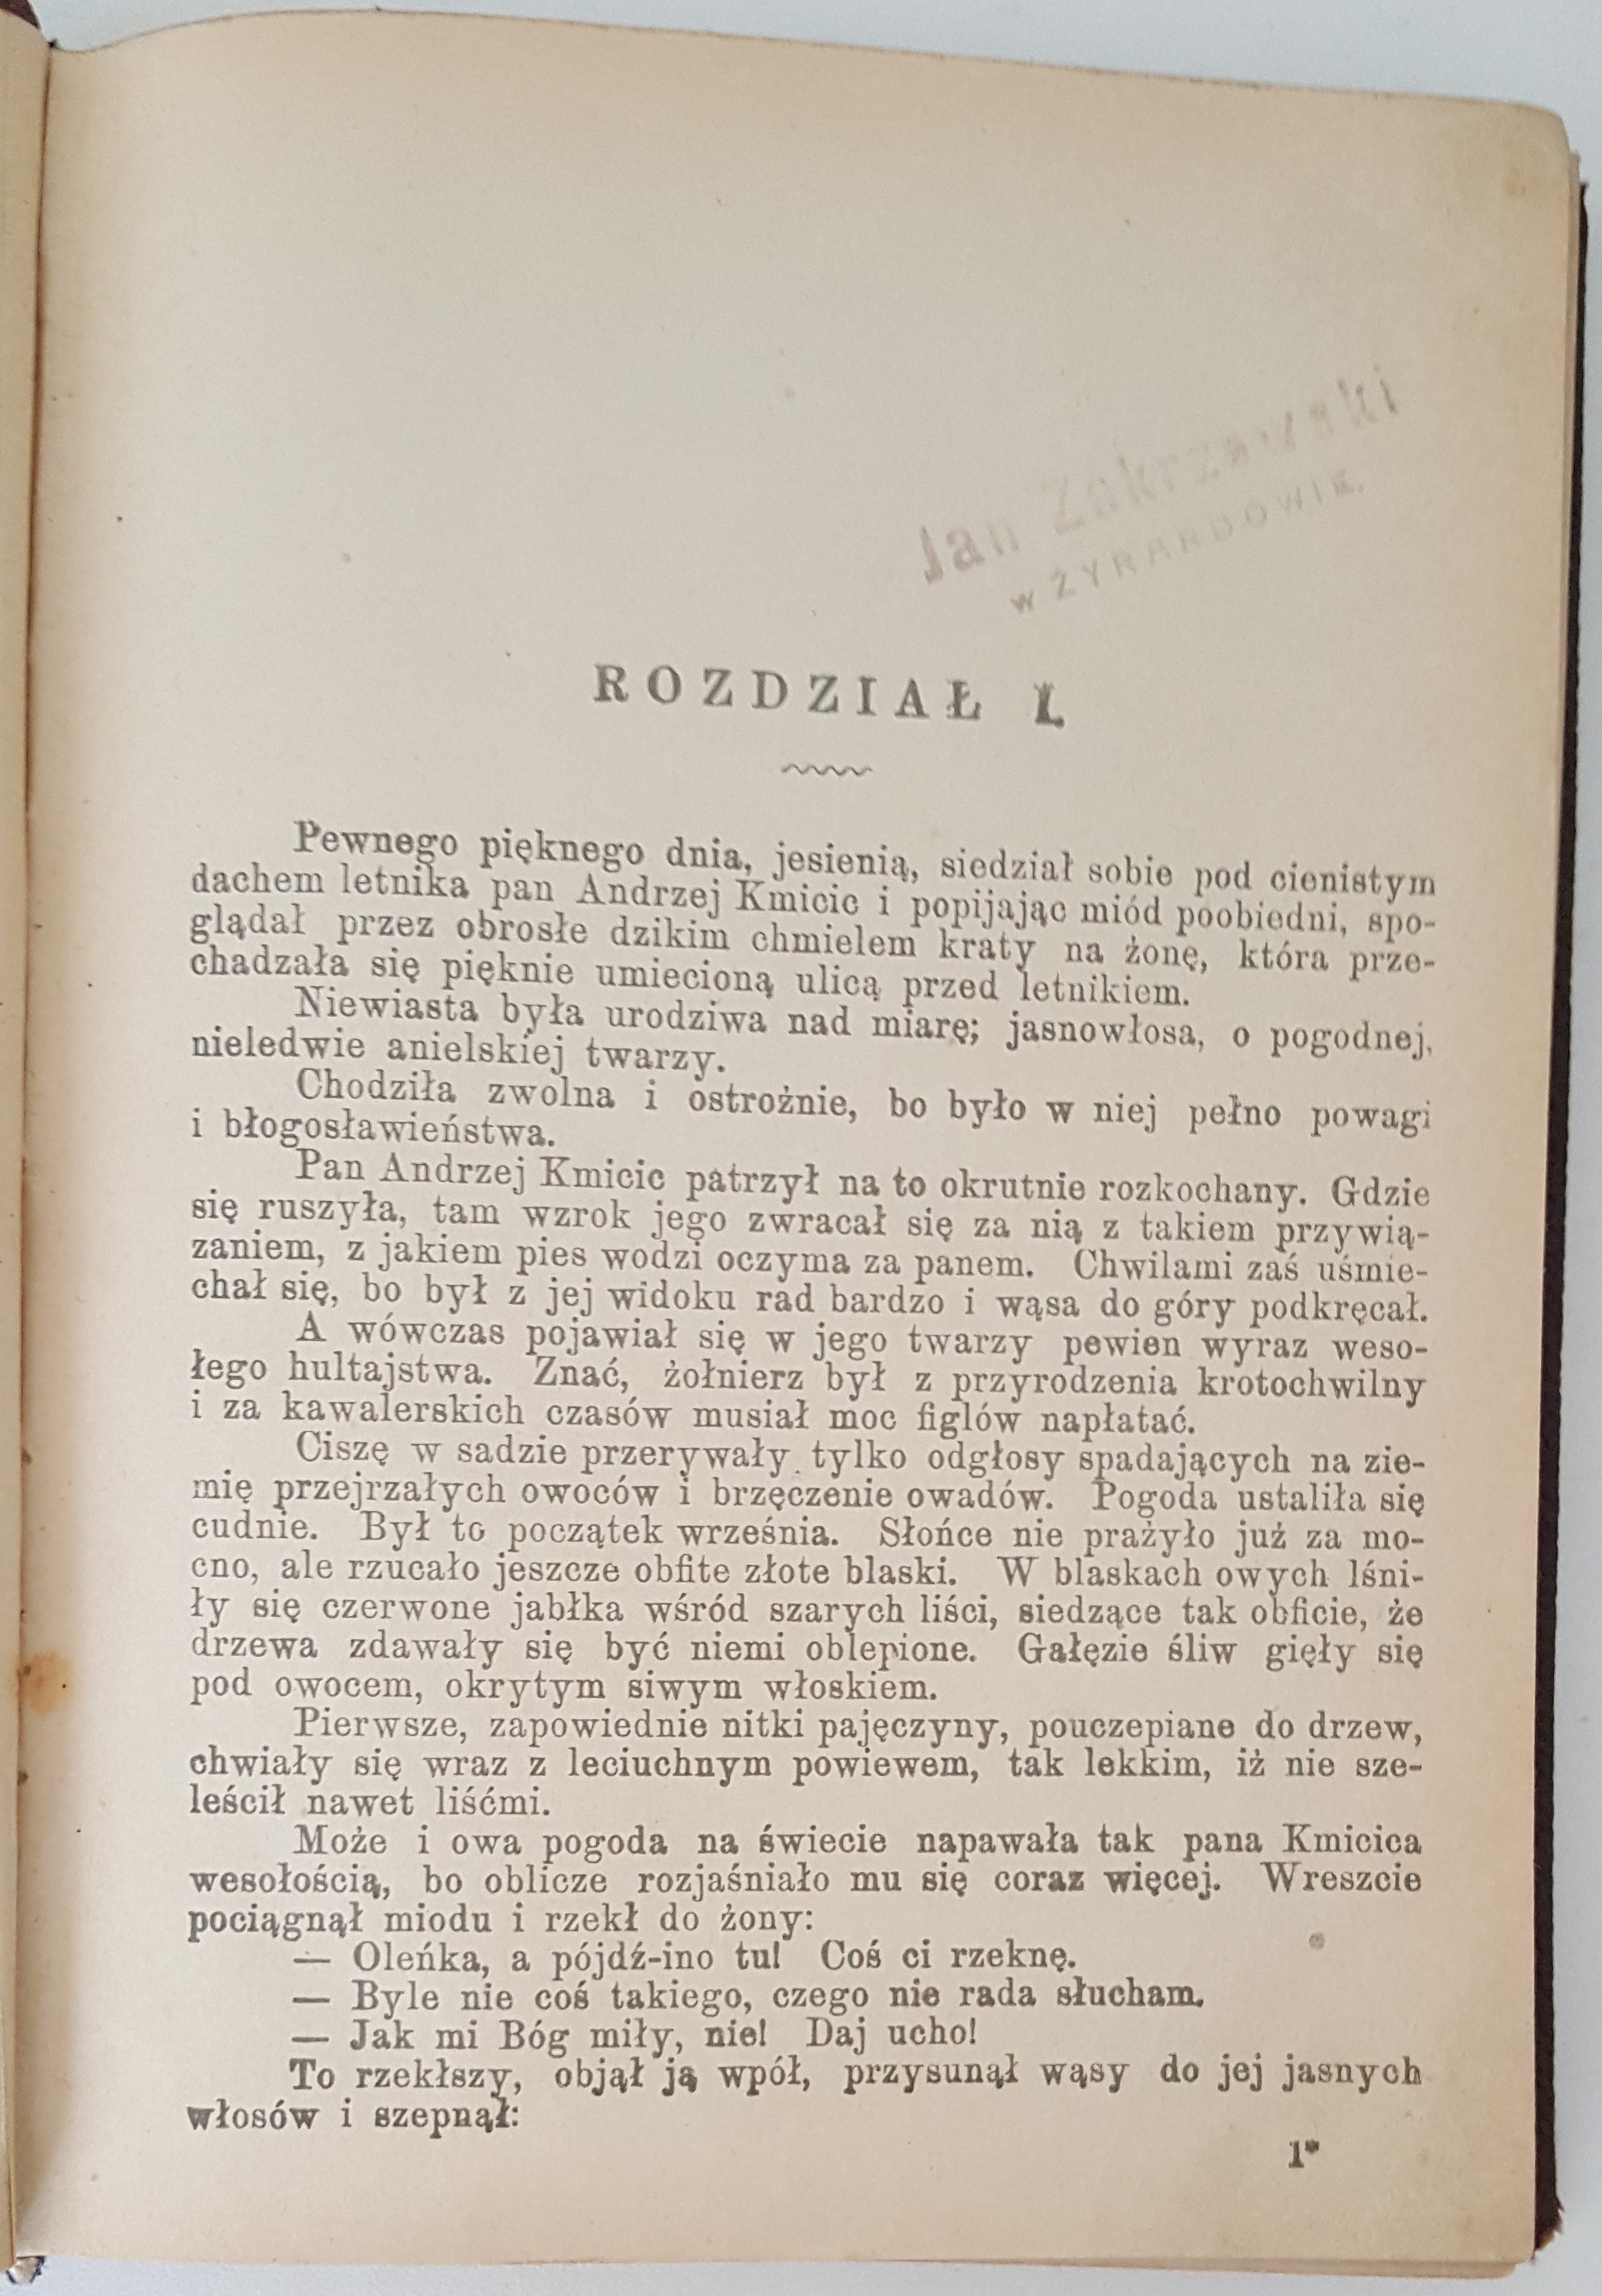 Jan Zakrzewski
w ŻYRARDOWIE.
ROZDZIAŁ I.
Pewnego pięknego dnia, jesienią, siedział sobie pod cienistym
dachem letnika pan Andrzej Kmicic i popijając miód poobiedni, spo-
glądał przez obrosłe dzikim chmielem kraty na żonę, która prze-
chadzała się pięknie umiecioną ulicą przed letnikiem.
Niewiasta była urodziwa nad miarę; jasnowłosa, o pogodnej,
nieledwie anielskiej twarzy.
Chodziła zwolna i ostrożnie, bo było w niej pełno powagi
i błogosławieństwa.
Pan Andrzej Kmicic patrzył na to okrutnie rozkochany. Gdzie
się ruszyła, tam wzrok jego zwracał się za nią z takiem przywią-
zaniem, z jakiem pies wodzi oczyma za panem. Chwilami zaś uśmie-
chał się, bo był z jej widoku rad bardzo i wąsa do góry podkręcał.
A wówczas pojawiał się w jego twarzy pewien wyraz weso-
łego hultajstwa. Znać, żołnierz był z przyrodzenia krotochwilny
i za kawalerskich czasów musiał moc figlów napłatać.
Ciszę w sadzie przerywały tylko odgłosy spadających na zie-
mię przejrzałych owoców i brzęczenie owadów. Pogoda ustaliła się
cudnie. Był to początek września. Słońce nie prażyło już za mo-
cno, ale rzucało jeszcze obfite złote blaski. W blaskach owych lśni-
ły się czerwone jabłka wśród szarych liści, siedzące tak obficie, że
drzewa zdawały się być niemi oblepione. Gałęzie śliw gięły się
pod owocem, okrytym siwym włoskiem.
Pierwsze, zapowiednie nitki pajęczyny, pouczepiane do drzew,
chwiały się wraz z leciuchnym powiewem, tak lekkim, iż nie sze-
leścił nawet liśćmi.
Może i owa pogoda na świecie napawała tak pana Kmicica
wesołością, bo oblicze rozjaśniało mu się coraz więcej. Wreszcie
pociągnął miodu i rzekł do żony:
— Oleńka, a pójdź-ino tu! Coś ci rzeknę.
— Byle nie coś takiego, czego nie rada słucham.
— Jak mi Bóg miły, nie! Daj ucho!
To rzekłszy, objął ją wpół, przysunął wąsy do jej jasnych
włosów i szepnął:
1*